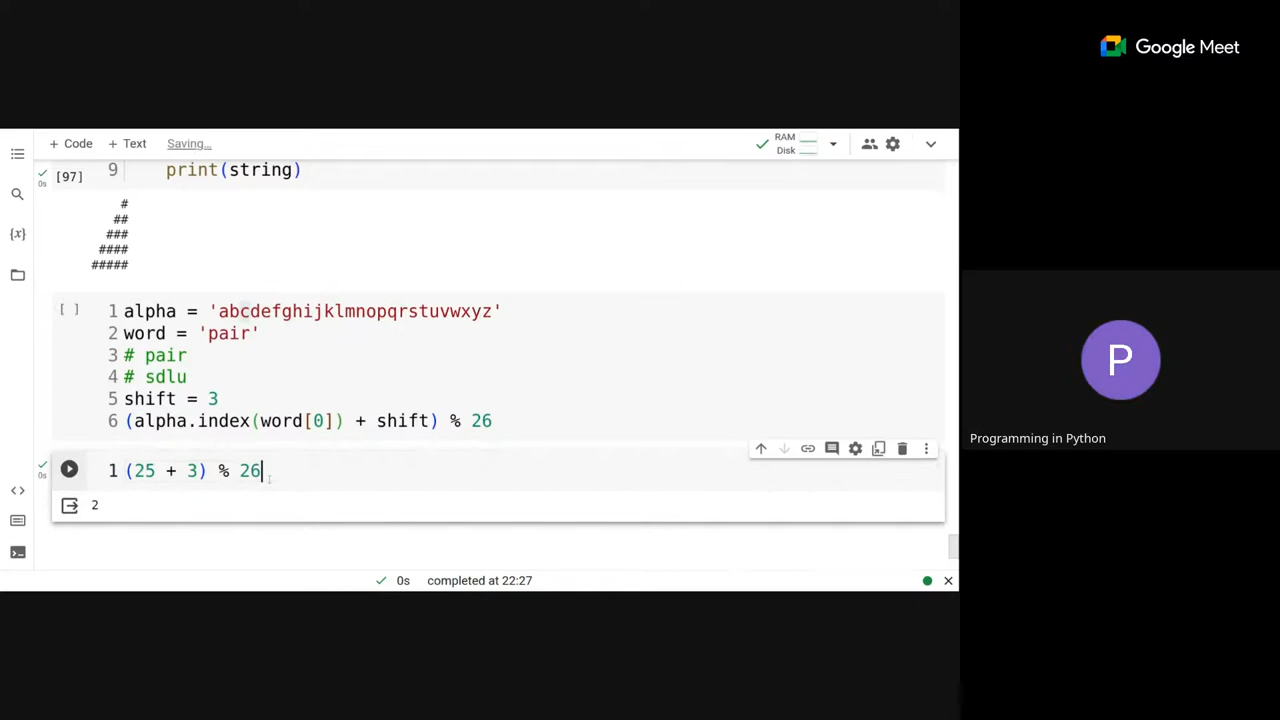 Google Meet
+ Code + Text Saving...
RAM
Disk
[97]
9 print(string)
0s
#
##
###
####
#####
{x}
[ ]
1 alpha = 'abcdefghijklmnopqrstuvwxyz'
2 word = 'pair'
3 # pair
4 # sdlu
5 shift = 3
6 (alpha.index(word[0]) + shift) % 26
1 (25 + 3) % 26
0s
2
P
Programming in Python
0s completed at 22:27